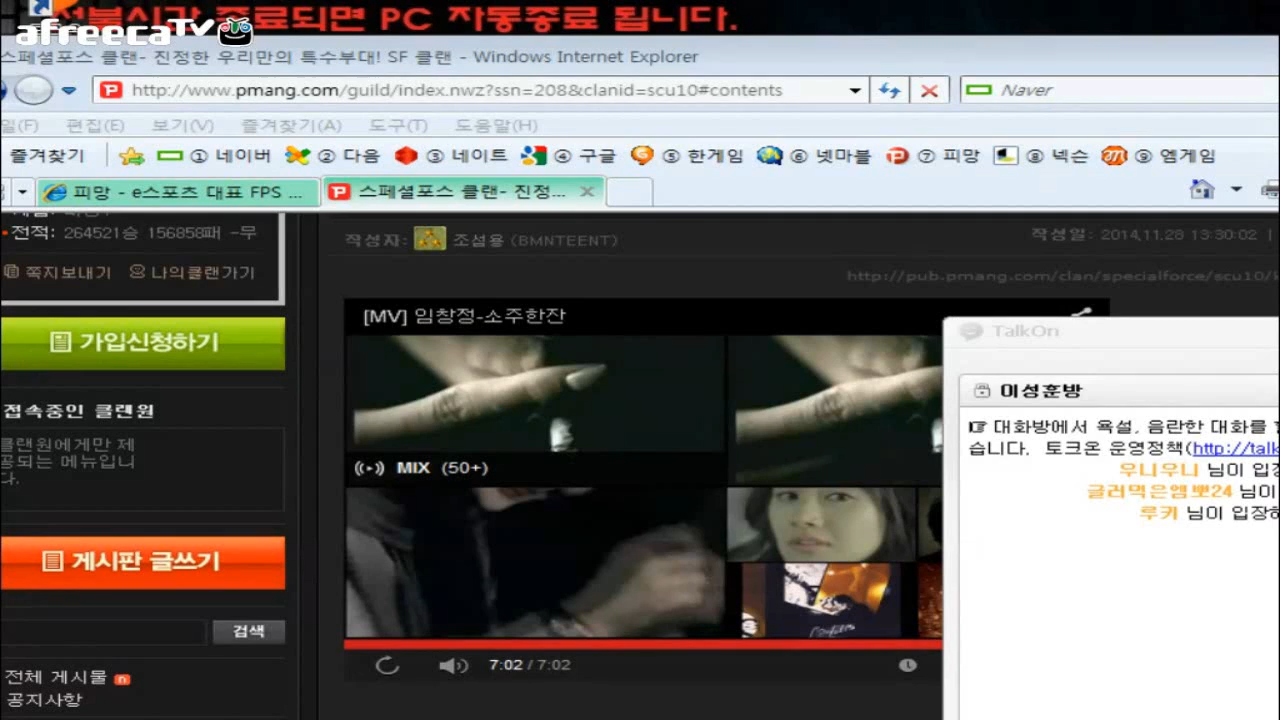 선불시간 종료되면 PC 자동종료 됩니다.
afreecaTV
스페셜포스 클랜- 진정한 우리만의 특수부대! SF 클랜 - Windows Internet Explorer
http://www.pmang.com/guild/index.nwz?ssn=208&clanid=scu10#contents
Naver
일(F) 편집(E) 보기(V) 즐겨찾기(A) 도구(T) 도움말(H)
즐겨찾기 ① 네이버 ② 다음 ③ 네이트 ④ 구글 ⑤ 한게임 ⑥ 넷마블 ⑦ 피망 ⑧ 넥슨 ⑨ 엠게임
피망 - e스포츠 대표 FPS ...
스페셜포스 클랜- 진정...
전적: 264521승 156858패 -무
쪽지보내기 나의클랜가기
가입신청하기
접속중인 클랜원
클랜원에게만 제
공되는 메뉴입니
다.
게시판 글쓰기
검색
전체 게시물 n
공지사항
작성자: 조섭용 (BMNTEENT)
작성일: 2014.11.28 13:30:02 |
http://pub.pmang.com/clan/specialforce/scu10/
[MV] 임창정-소주한잔
MIX (50+)
7:02 / 7:02
TalkOn
이성훈방
☞ 대화방에서 욕설, 음란한 대화를
습니다. 토크온 운영정책(http://talk
우니우니 님이 입장
글러먹은엠뽀24 님이
루키 님이 입장하